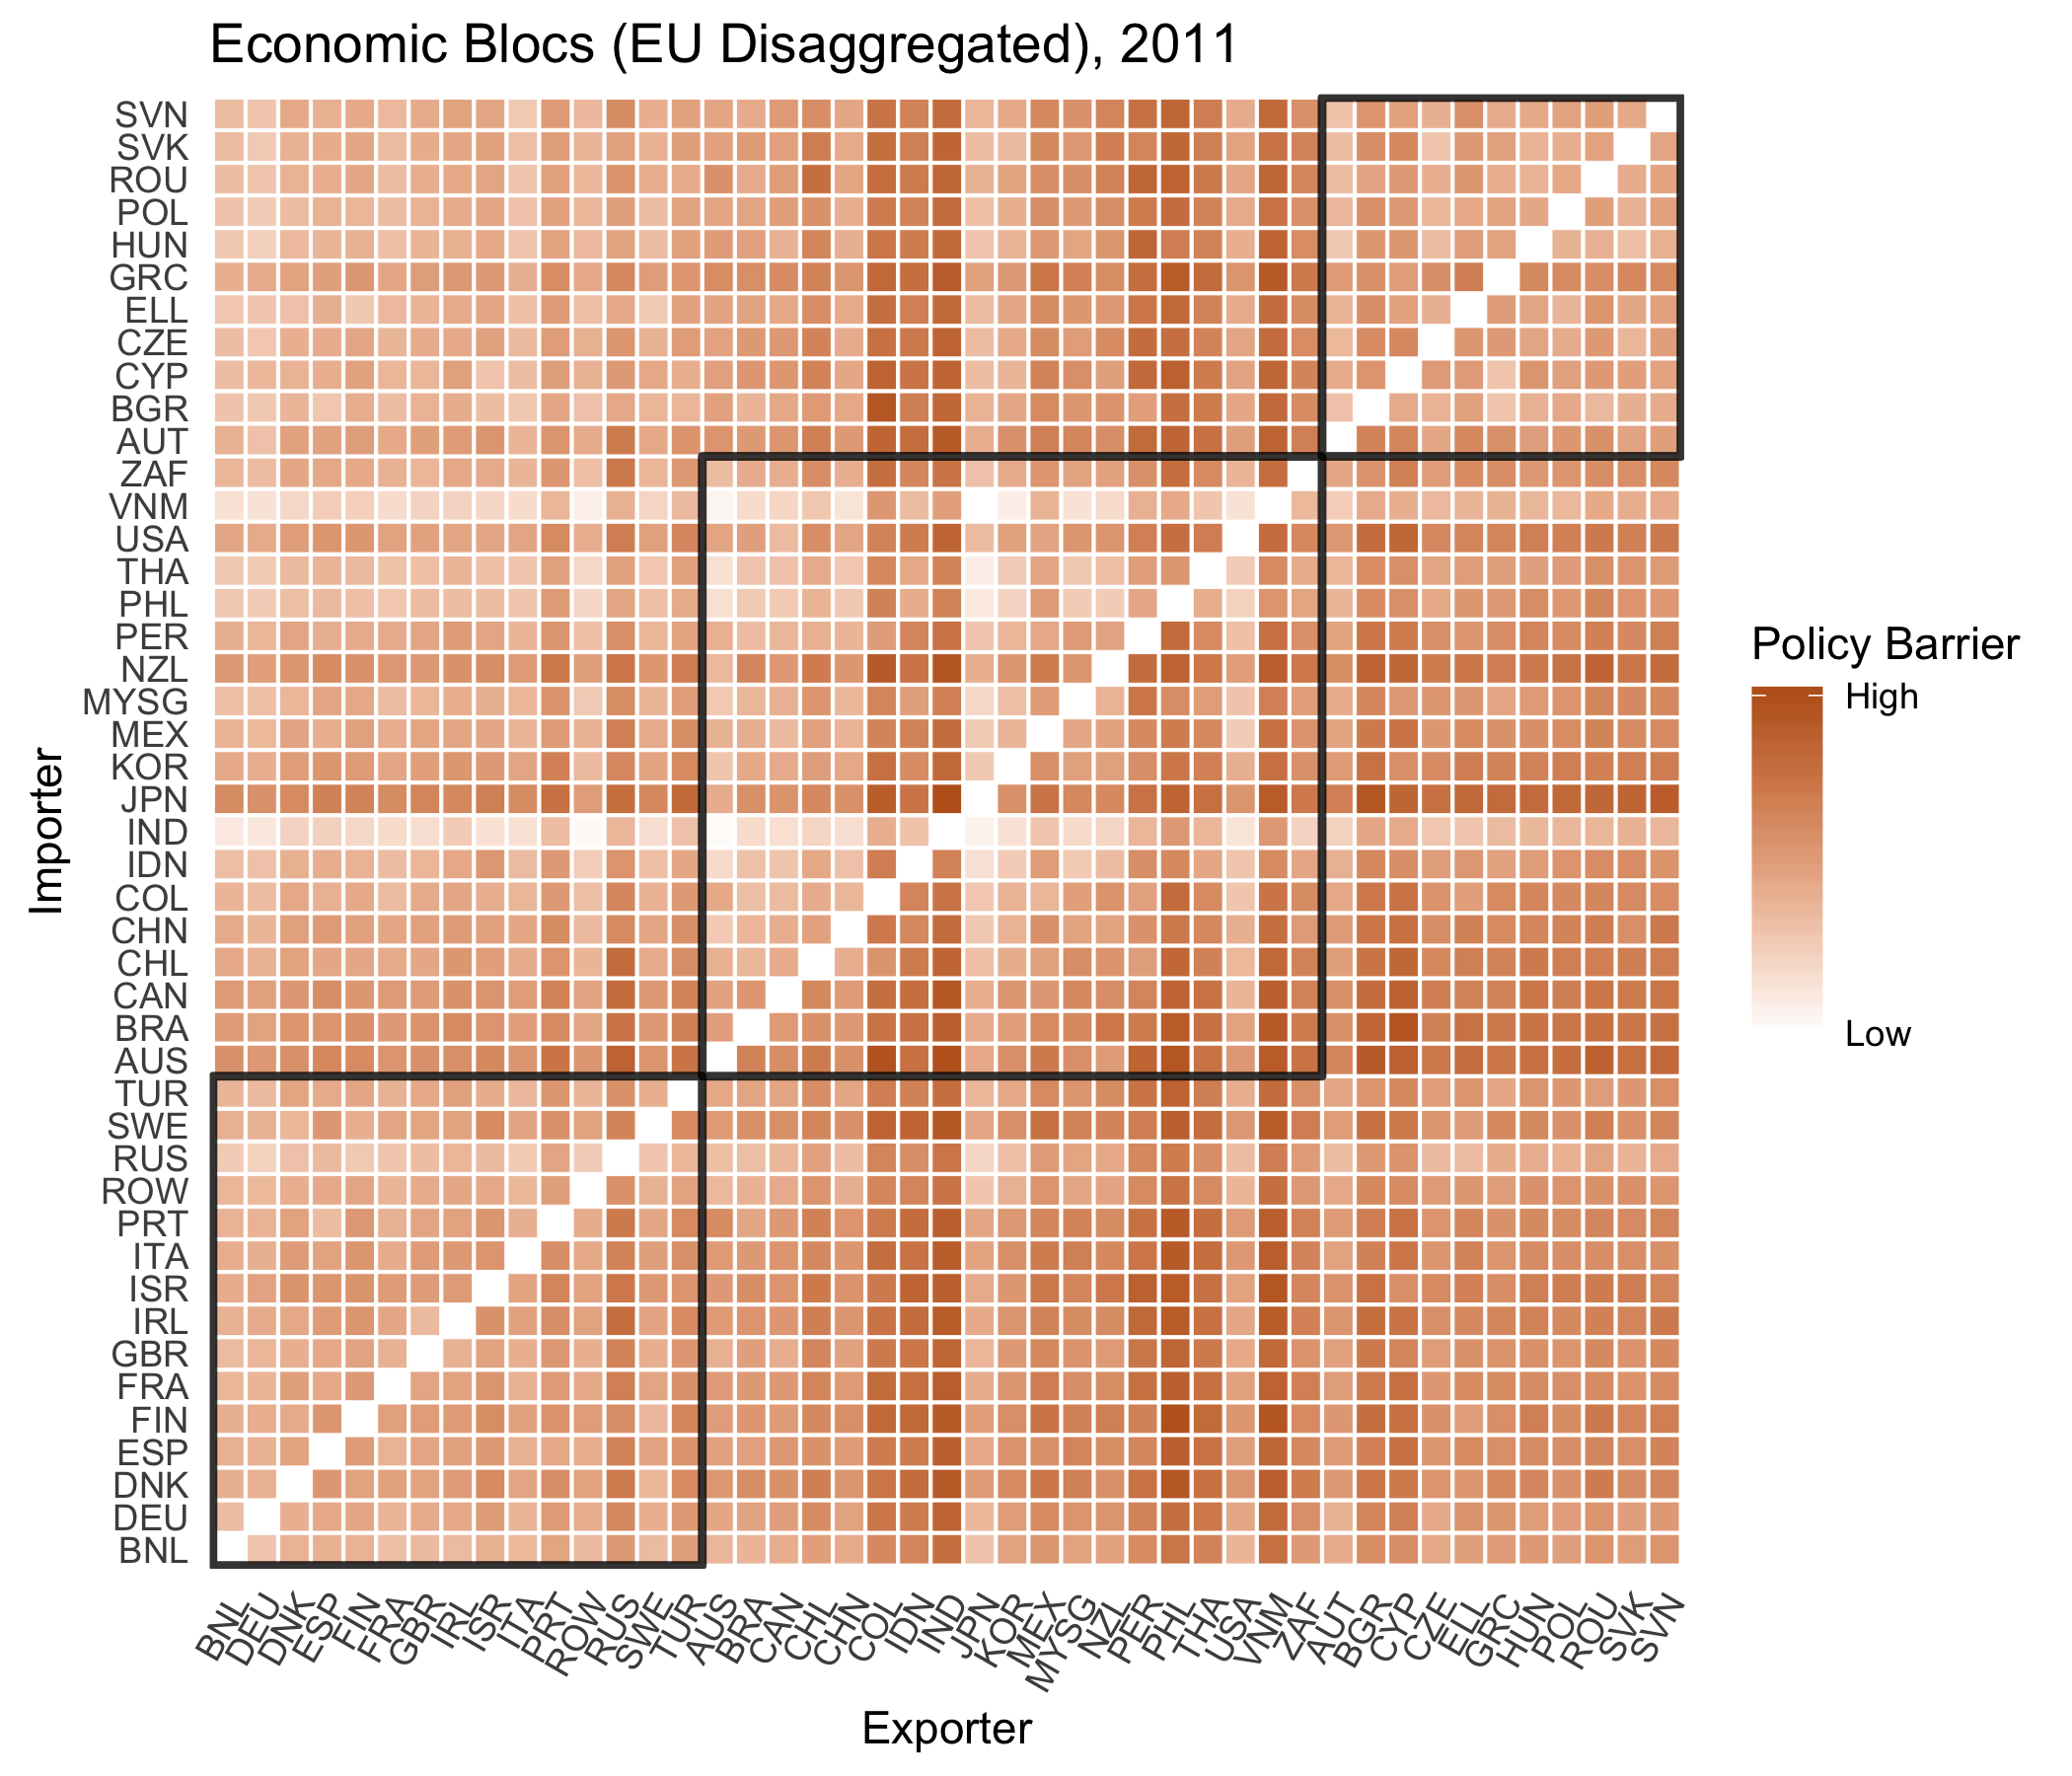 Economic Blocs (EU Disaggregated), 2011
SVN
SVK
ROU
POL
HUN
GRC
ELL
CZE
CYP
BGR
AUT
ZAF
VNM
USA
THA
PHL
PER
NZL
MYSG
MEX
KOR
JPN
IND
IDN
COL
CHN
CHL
CAN
BRA
AUS
TUR
SWE
RUS
ROW
PRT
ITA
ISR
IRL
GBR
FRA
FIN
ESP
DNK
DEU
BNL
Importer
BNL
DEU
DNK
ESP
FIN
FRA
GBR
IRL
ISR
ITA
PRT
ROW
RUS
SWE
TUR
AUS
BRA
CAN
CHL
CHN
COL
IDN
IND
JPN
KOR
MEX
MYSG
NZL
PER
PHL
THA
USA
VNM
ZAF
AUT
BGR
CYP
CZE
ELL
GRC
HUN
POL
ROU
SVK
SVN
Exporter
Policy Barrier
High
Low